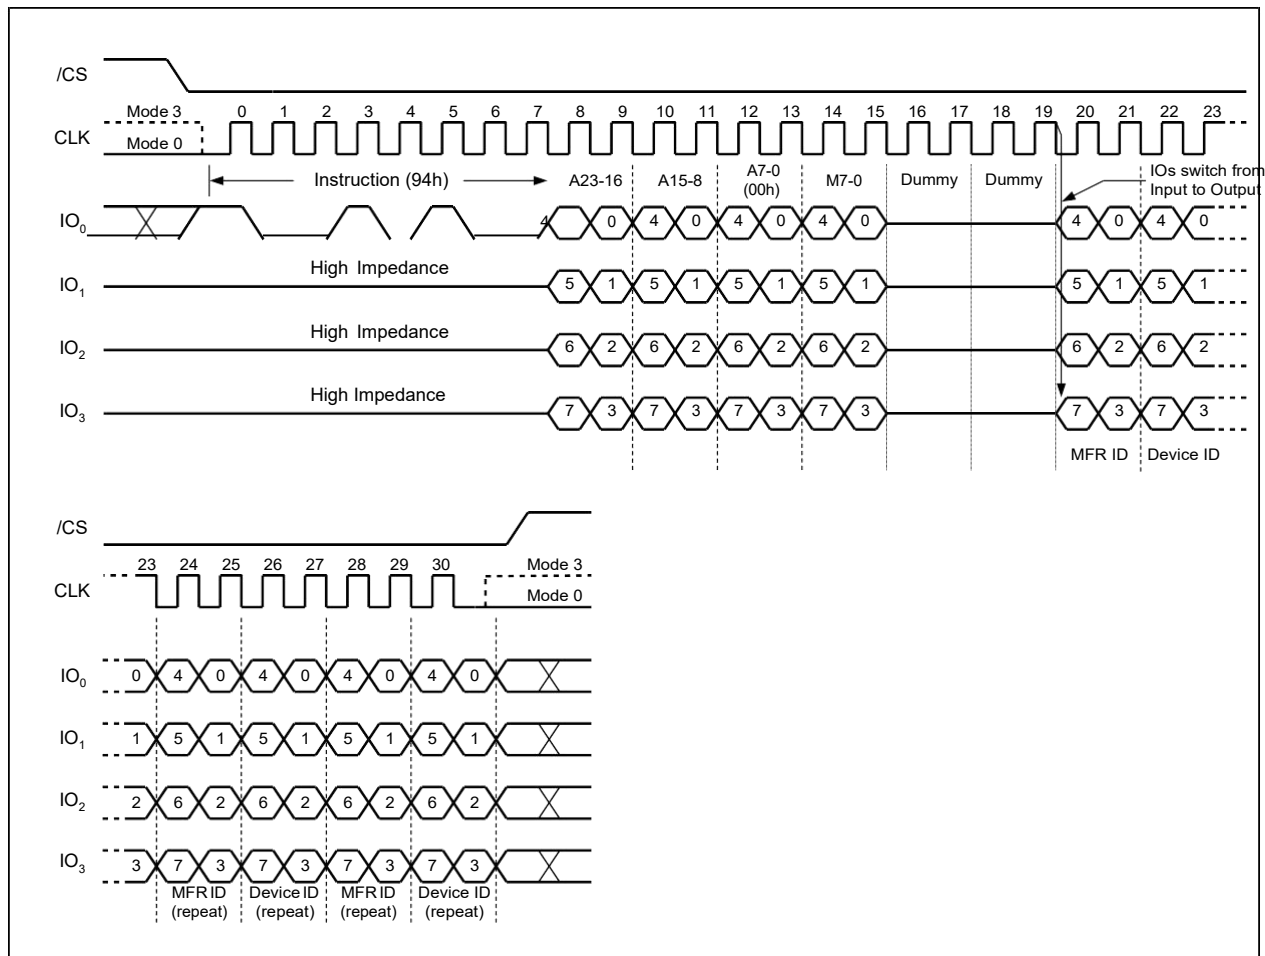 /CS
Mode 3 0 1 2 3 4 5 6 7 8 9 10 11 12 13 14 15 16 17 18 19 20 21 22 23
CLK
Mode 0
Instruction (94h) A23-16 A15-8 A7-0 (00h) M7-0 Dummy Dummy
IOs switch from
Input to Output
IO0 4 0 4 0 4 0 4 0 4 0 4 0
High Impedance
IO1 5 1 5 1 5 1 5 1 5 1 5 1
High Impedance
IO2 6 2 6 2 6 2 6 2 6 2 6 2
High Impedance
IO3 7 3 7 3 7 3 7 3 7 3 7 3
MFR ID Device ID
/CS
23 24 25 26 27 28 29 30 Mode 3
CLK
Mode 0
IO0 0 4 0 4 0 4 0 4 0
IO1 1 5 1 5 1 5 1 5 1
IO2 2 6 2 6 2 6 2 6 2
IO3 3 7 3 7 3 7 3 7 3
MFR ID Device ID MFR ID Device ID
(repeat) (repeat) (repeat) (repeat)